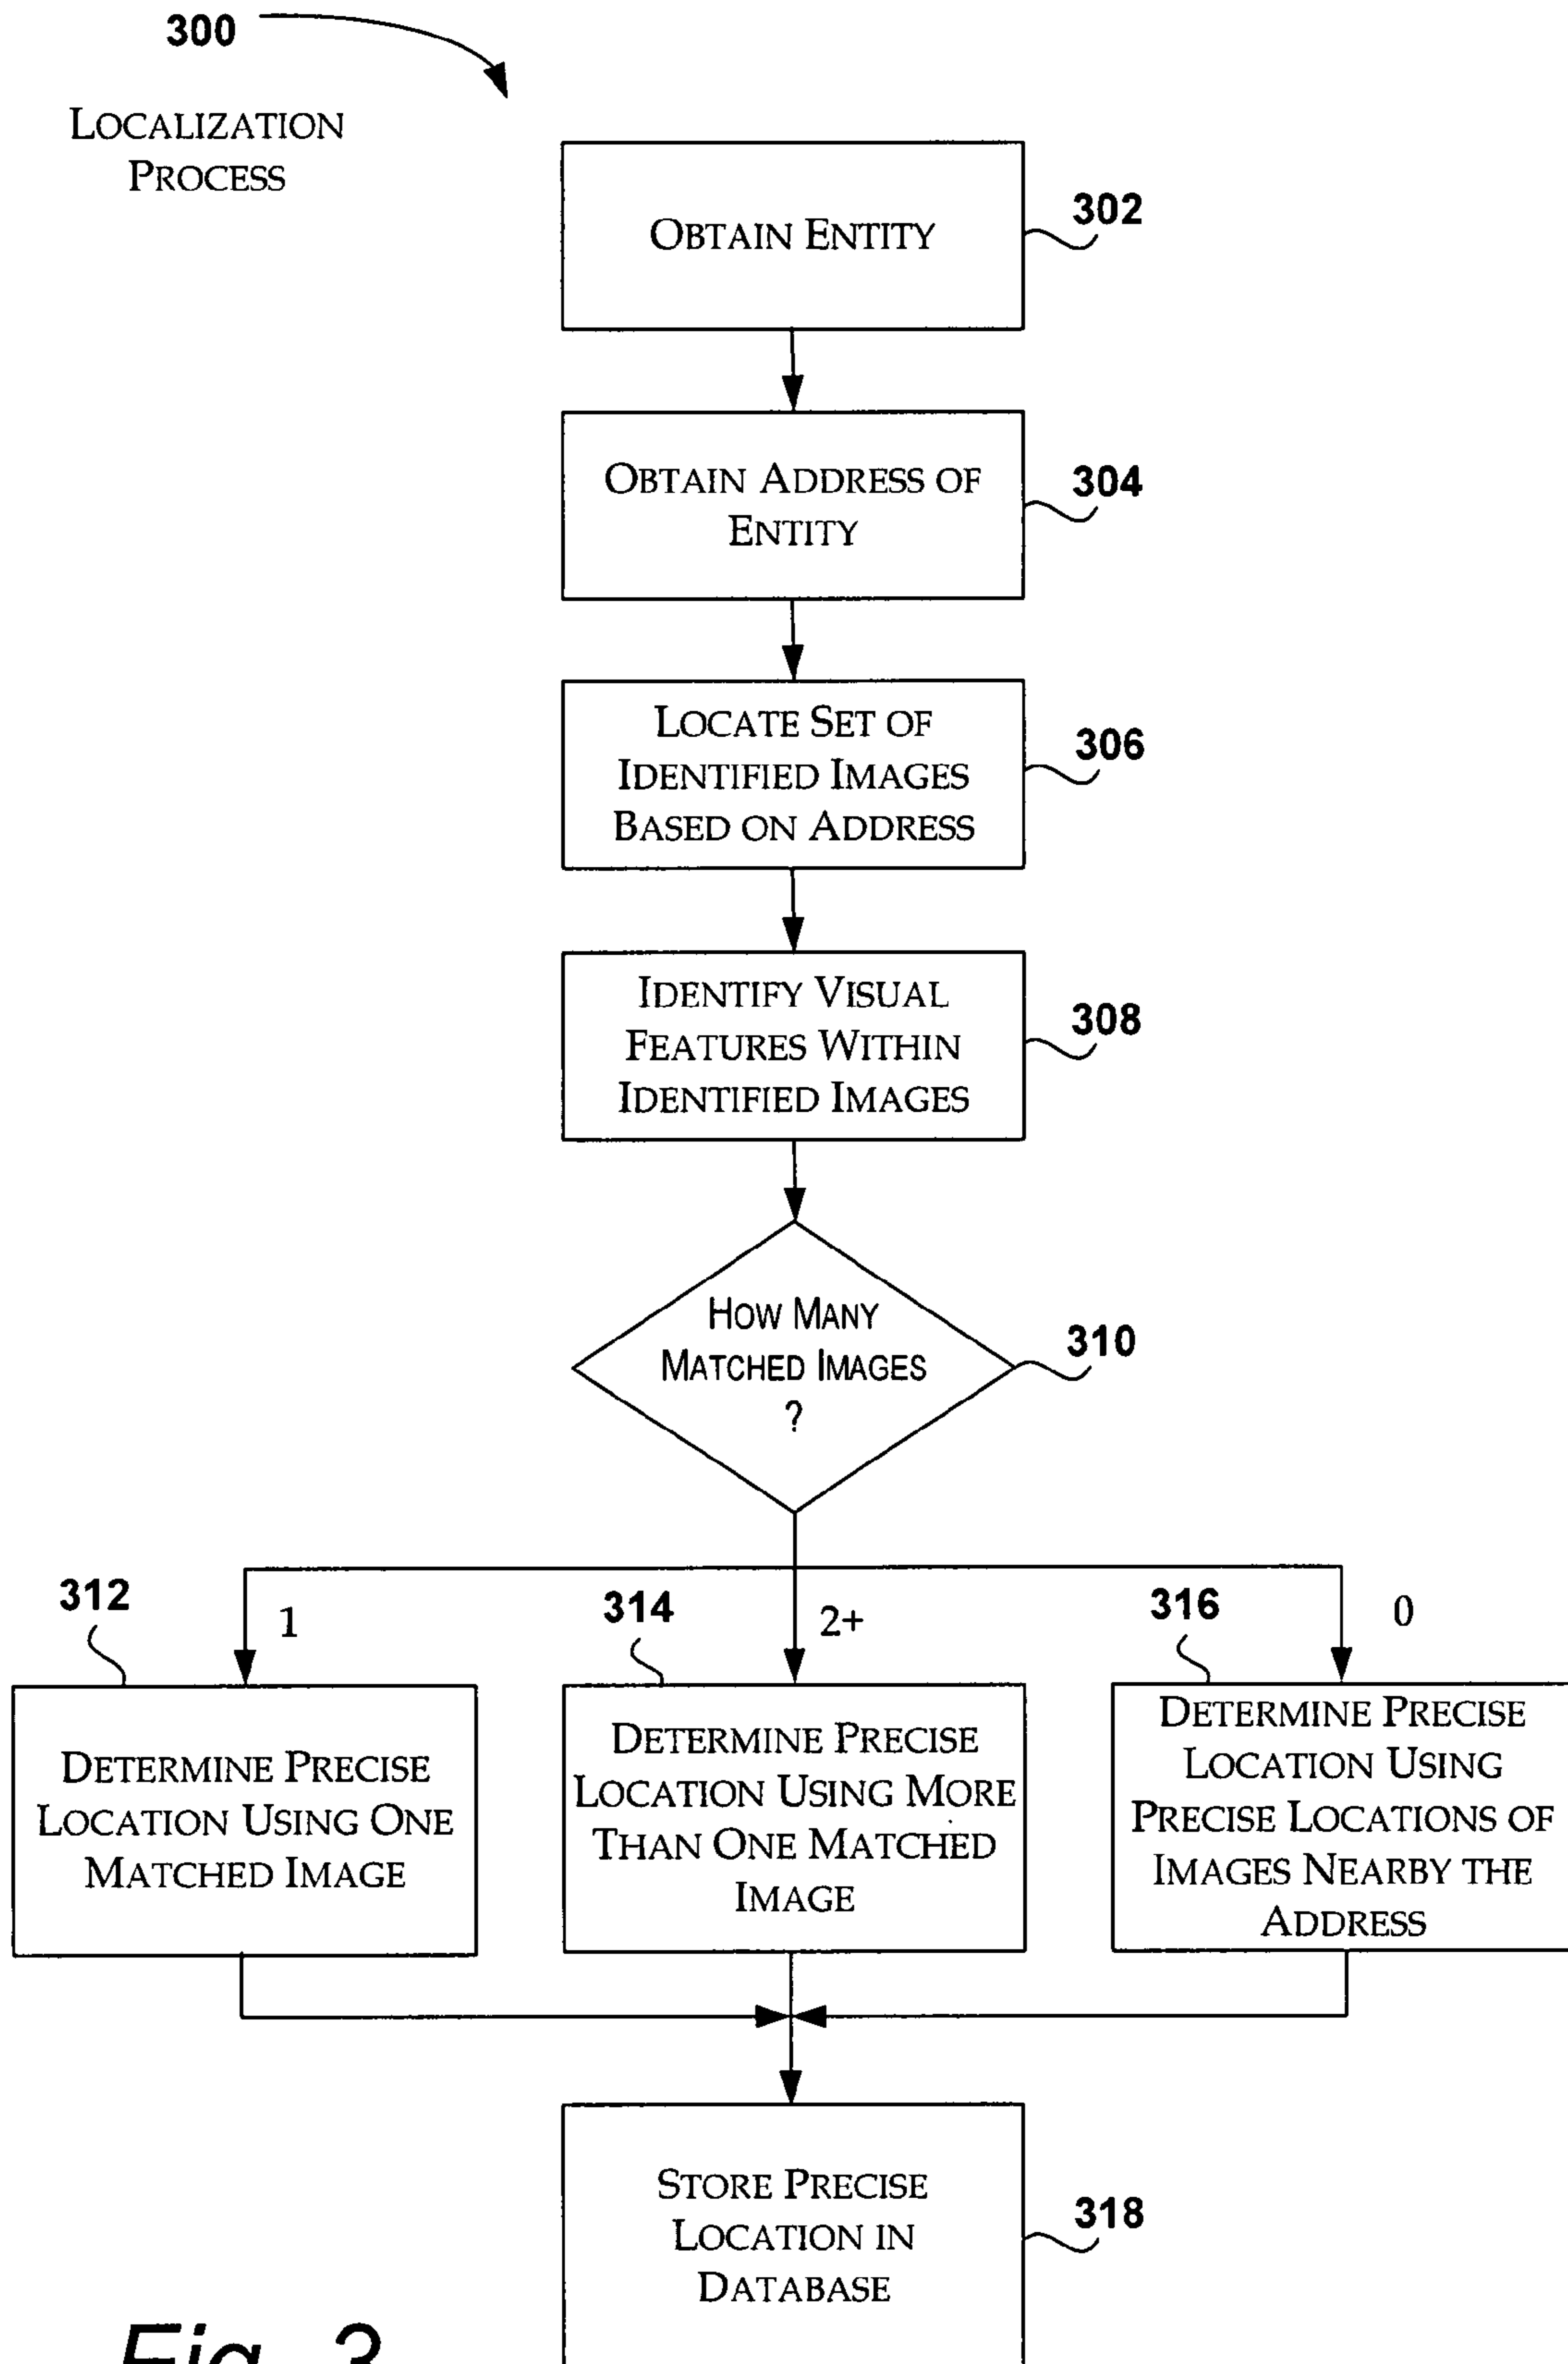 300
LOCALIZATION
PROCESS
OBTAIN ENTITY
302
OBTAIN ADDRESS OF
ENTITY
304
LOCATE SET OF
IDENTIFIED IMAGES
BASED ON ADDRESS
306
IDENTIFY VISUAL
FEATURES WITHIN
IDENTIFIED IMAGES
308
HOW MANY
MATCHED IMAGES
?
310
312
1
314
2+
316
0
DETERMINE PRECISE
LOCATION USING ONE
MATCHED IMAGE
DETERMINE PRECISE
LOCATION USING MORE
THAN ONE MATCHED
IMAGE
DETERMINE PRECISE
LOCATION USING
PRECISE LOCATIONS OF
IMAGES NEARBY THE
ADDRESS
STORE PRECISE
LOCATION IN
DATABASE
318
Fig. 3